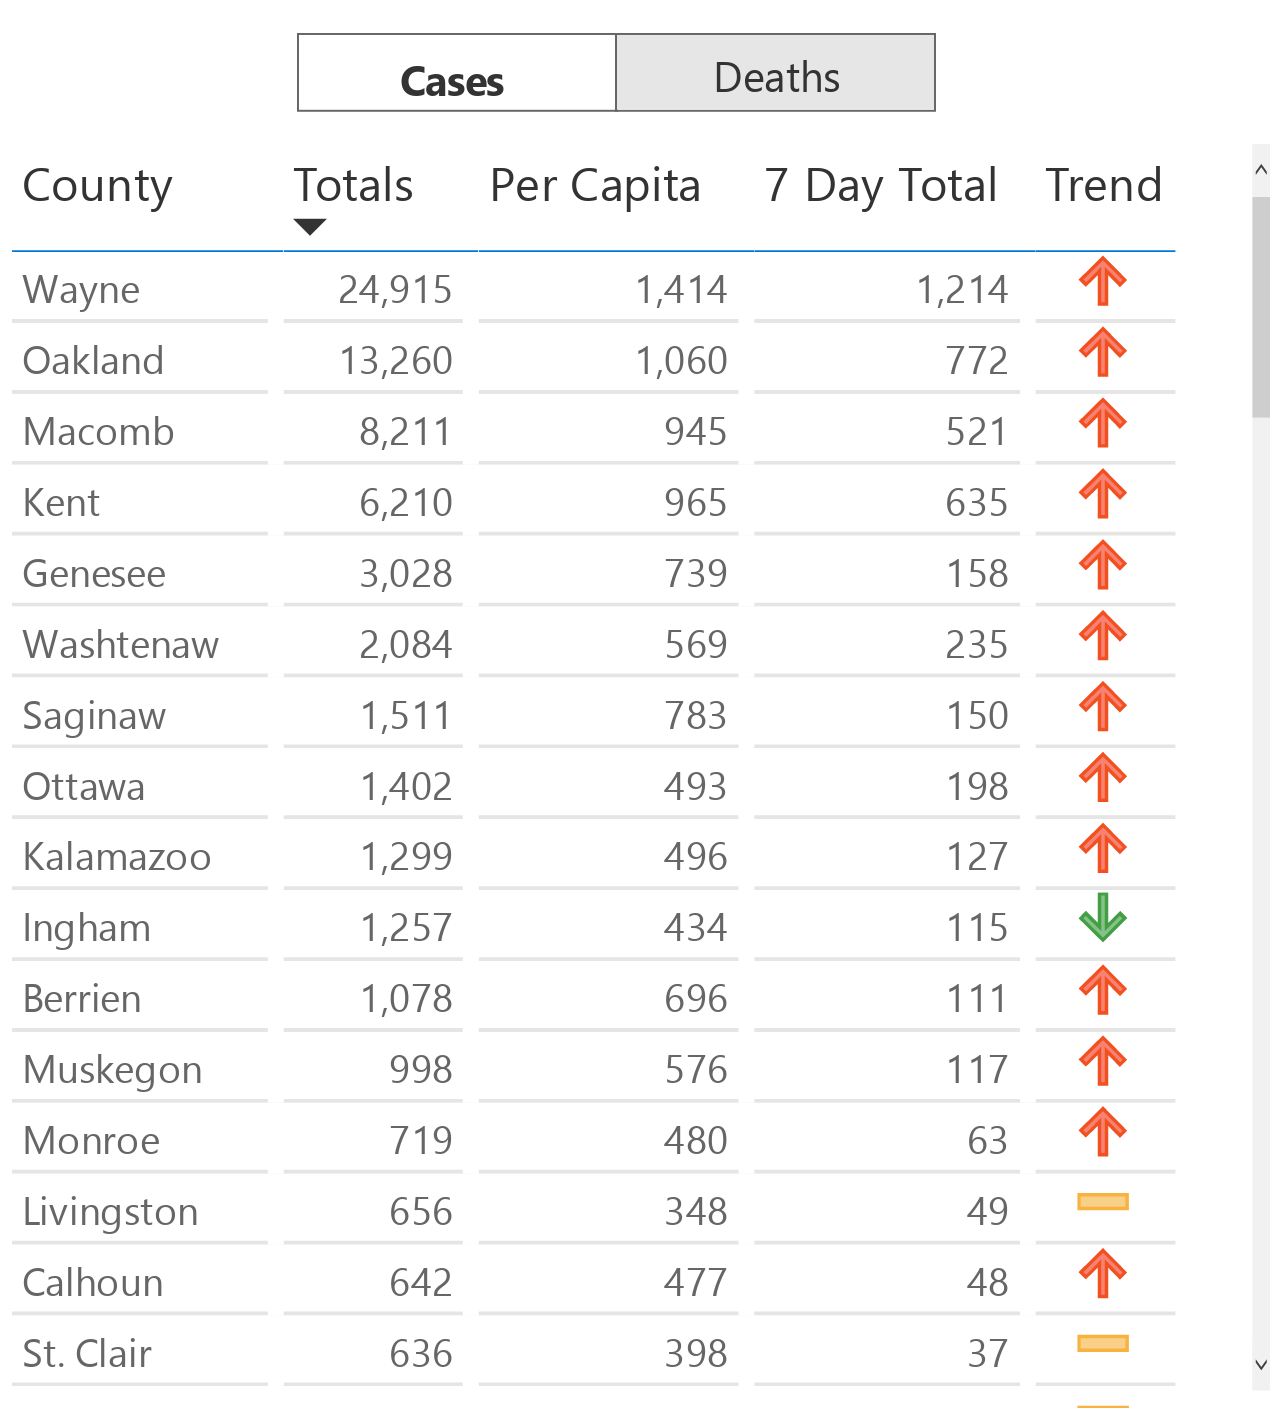 Cases Deaths
County Totals Per Capita 7 Day Total Trend
Wayne 24,915 1,414 1,214
Oakland 13,260 1,060 772
Macomb 8,211 945 521
Kent 6,210 965 635
Genesee 3,028 739 158
Washtenaw 2,084 569 235
Saginaw 1,511 783 150
Ottawa 1,402 493 198
Kalamazoo 1,299 496 127
Ingham 1,257 434 115
Berrien 1,078 696 111
Muskegon 998 576 117
Monroe 719 480 63
Livingston 656 348 49
Calhoun 642 477 48
St. Clair 636 398 37